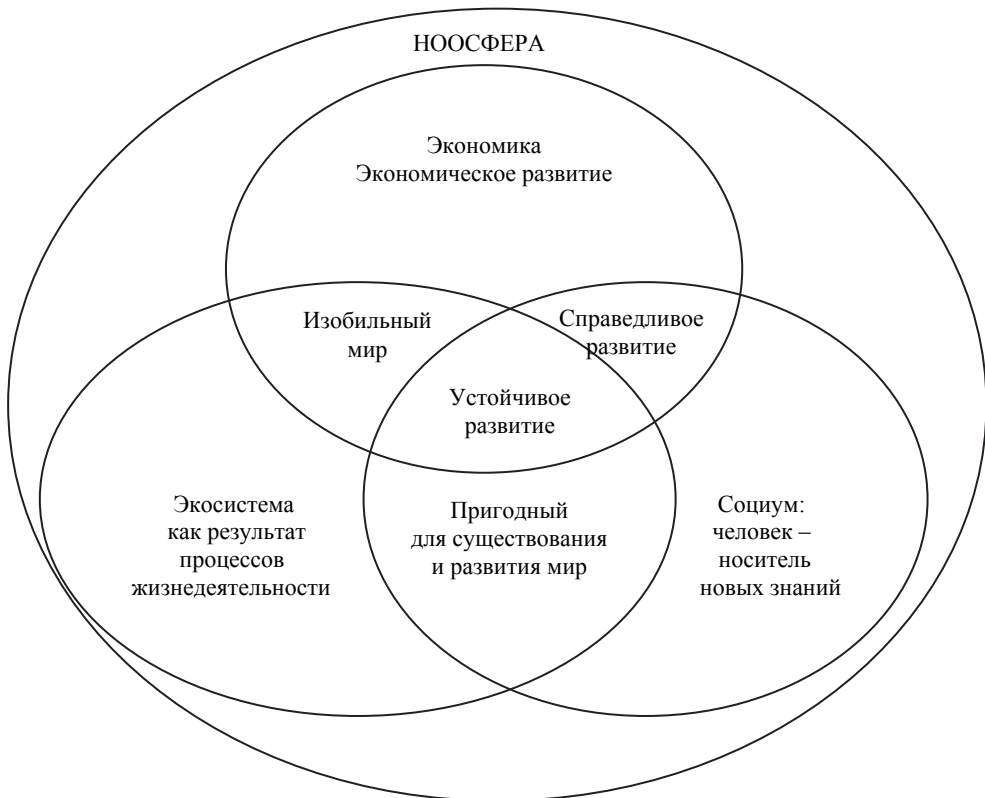 НООСФЕРА
Экономика
Экономическое развитие
Изобильный
мир
Справедливое
развитие
Устойчивое
развитие
Экосистема
как результат
процессов
жизнедеятельности
Пригодный
для существования
и развития мир
Социум:
человек –
носитель
новых знаний